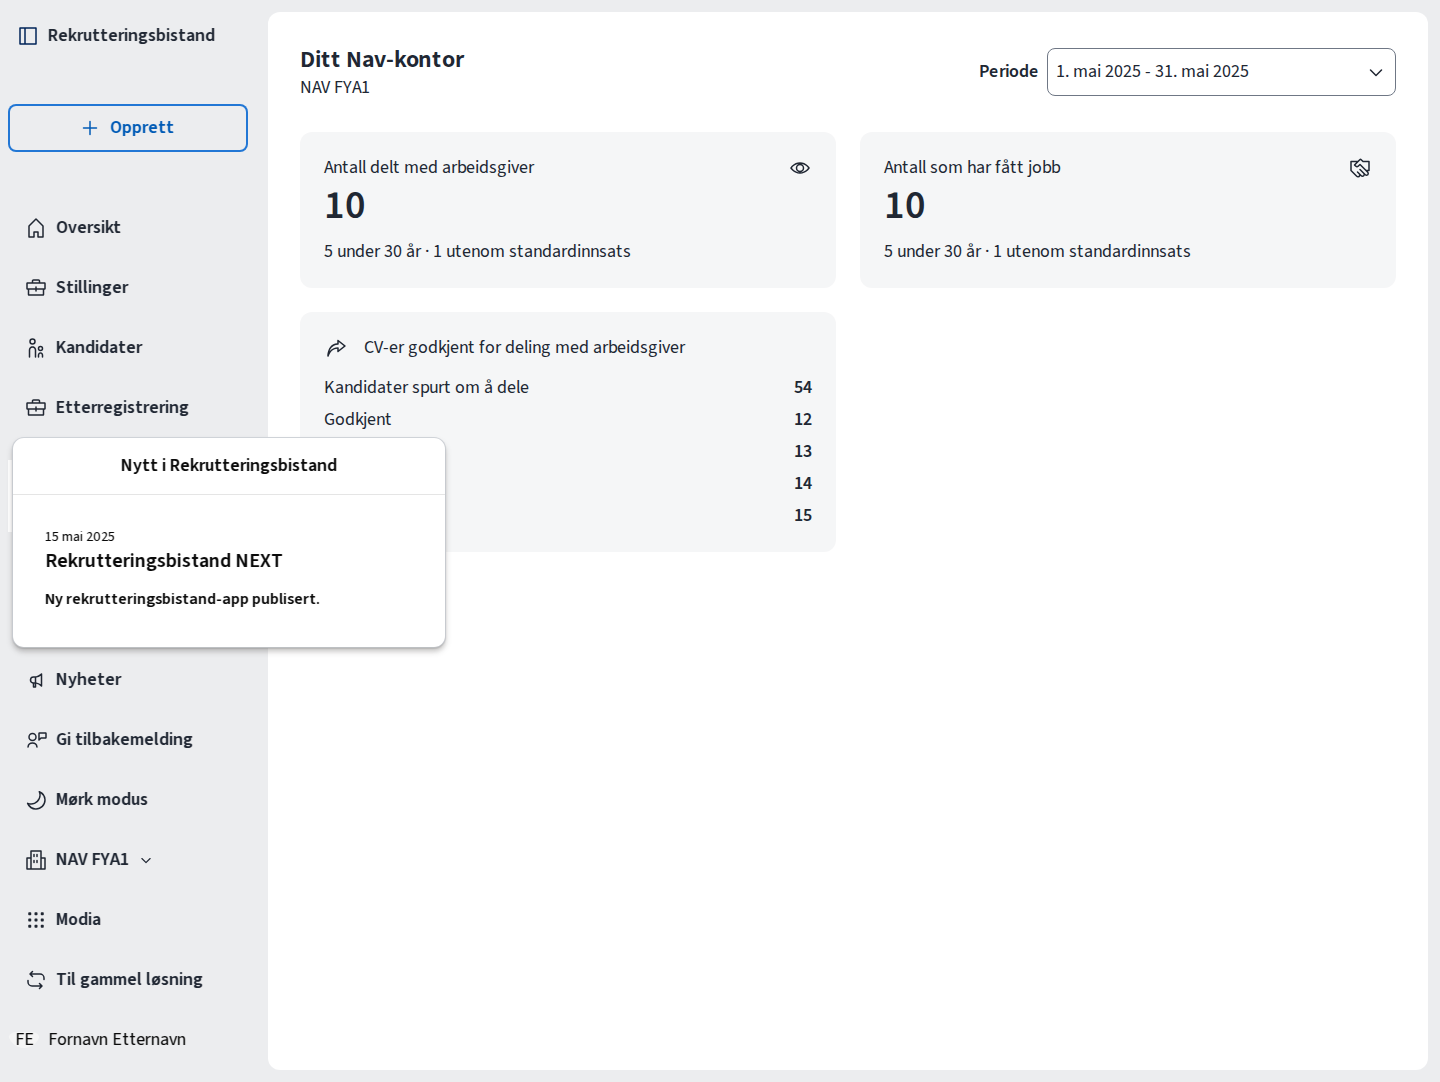 Rekrutteringsbistand
Opprett
Oversikt
Stillinger
Kandidater
Etterregistrering
Nytt i Rekrutteringsbistand
15 mai 2025
Rekrutteringsbistand NEXT
Ny rekrutteringsbistand-app publisert.
Nyheter
Gi tilbakemelding
Mørk modus
NAV FYA1
Modia
Til gammel løsning
FE Fornavn Etternavn
Ditt Nav-kontor
NAV FYA1
Periode 1. mai 2025 - 31. mai 2025
Antall delt med arbeidsgiver
10
5 under 30 år · 1 utenom standardinnsats
Antall som har fått jobb
10
5 under 30 år · 1 utenom standardinnsats
CV-er godkjent for deling med arbeidsgiver
Kandidater spurt om å dele 54
Godkjent 12
13
14
15